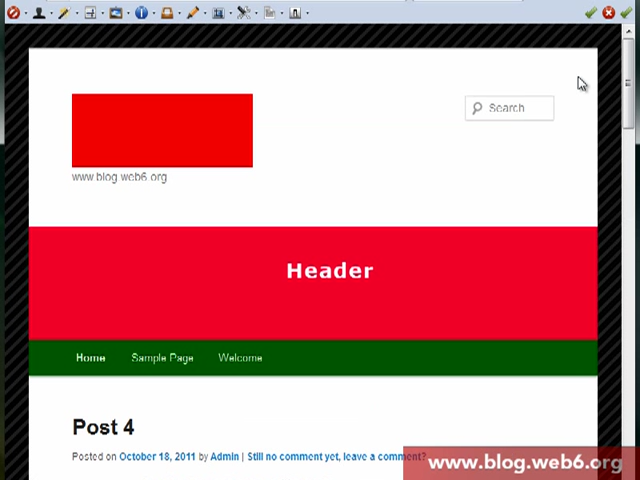 Search
www.blog.web6.org
Header
Home Sample Page Welcome
Post 4
Posted on October 18, 2011 by Admin | Still no comment yet, leave a comment?
www.blog.web6.org